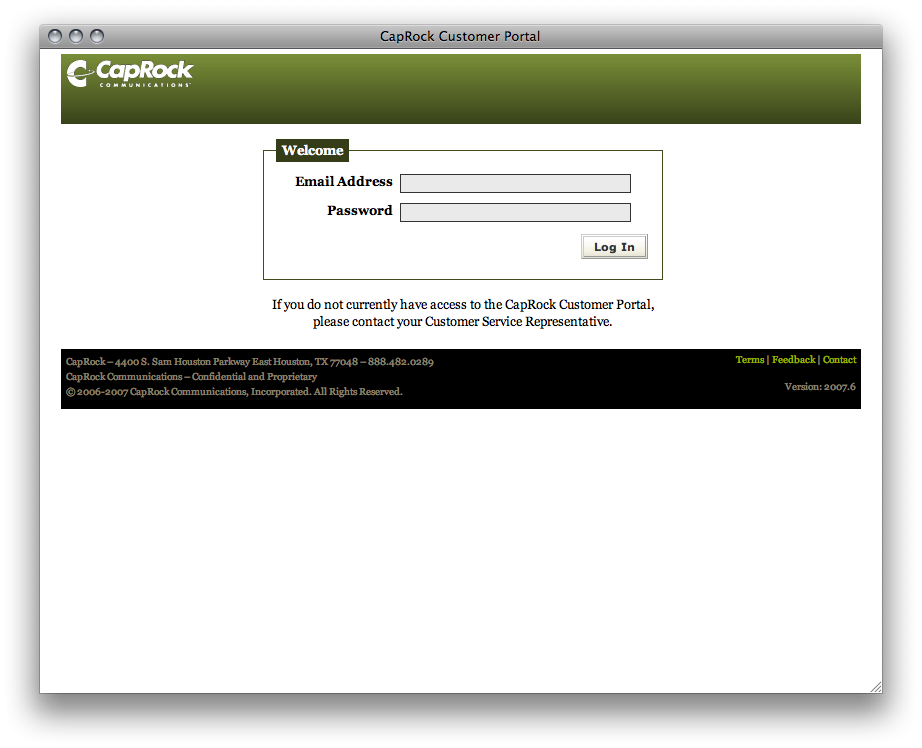 CapRock Customer Portal
CapRock
COMMUNICATIONS
Welcome
Email Address
Password
Log In
If you do not currently have access to the CapRock Customer Portal,
please contact your Customer Service Representative.
CapRock – 4400 S. Sam Houston Parkway East Houston, TX 77048 – 888.482.0289
CapRock Communications – Confidential and Proprietary
© 2006-2007 CapRock Communications, Incorporated. All Rights Reserved.
Terms | Feedback | Contact
Version: 2007.6